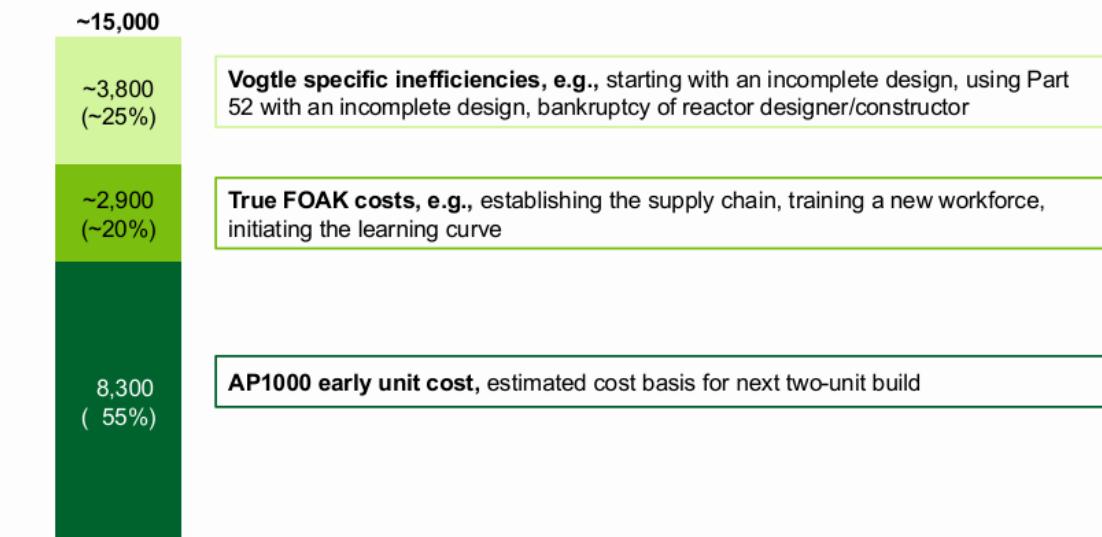 ~15,000
~3,800
(~25%)
Vogtle specific inefficiencies, e.g., starting with an incomplete design, using Part
52 with an incomplete design, bankruptcy of reactor designer/constructor
~2,900
(~20%)
True FOAK costs, e.g., establishing the supply chain, training a new workforce,
initiating the learning curve
8,300
( 55%)
AP1000 early unit cost, estimated cost basis for next two-unit build